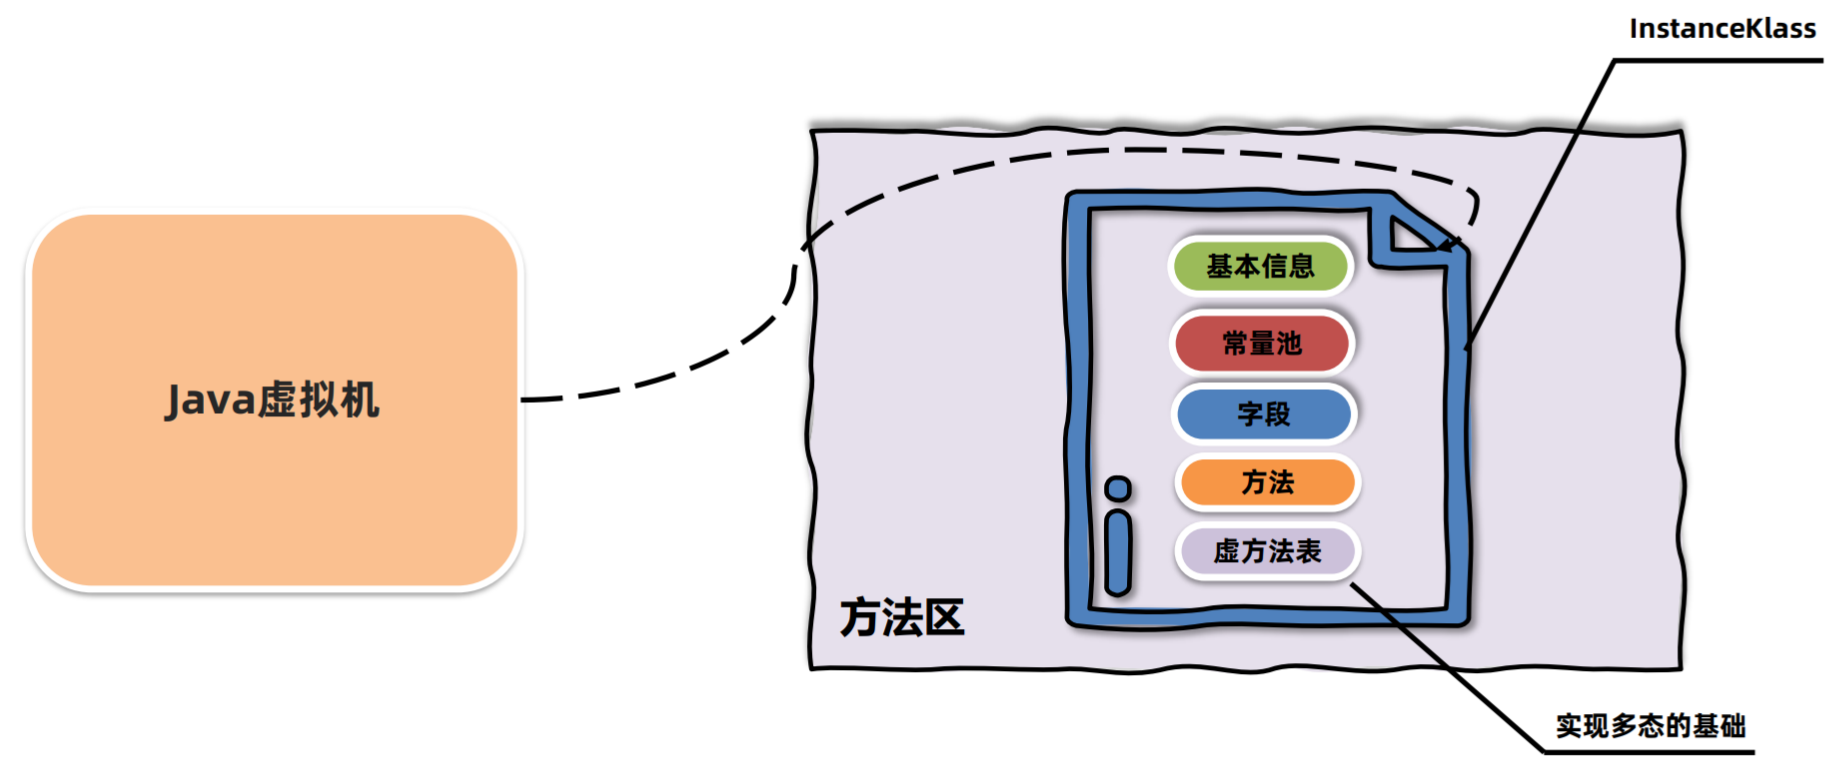 InstanceKlass
Java虚拟机
基本信息
常量池
字段
方法
虚方法表
方法区
实现多态的基础